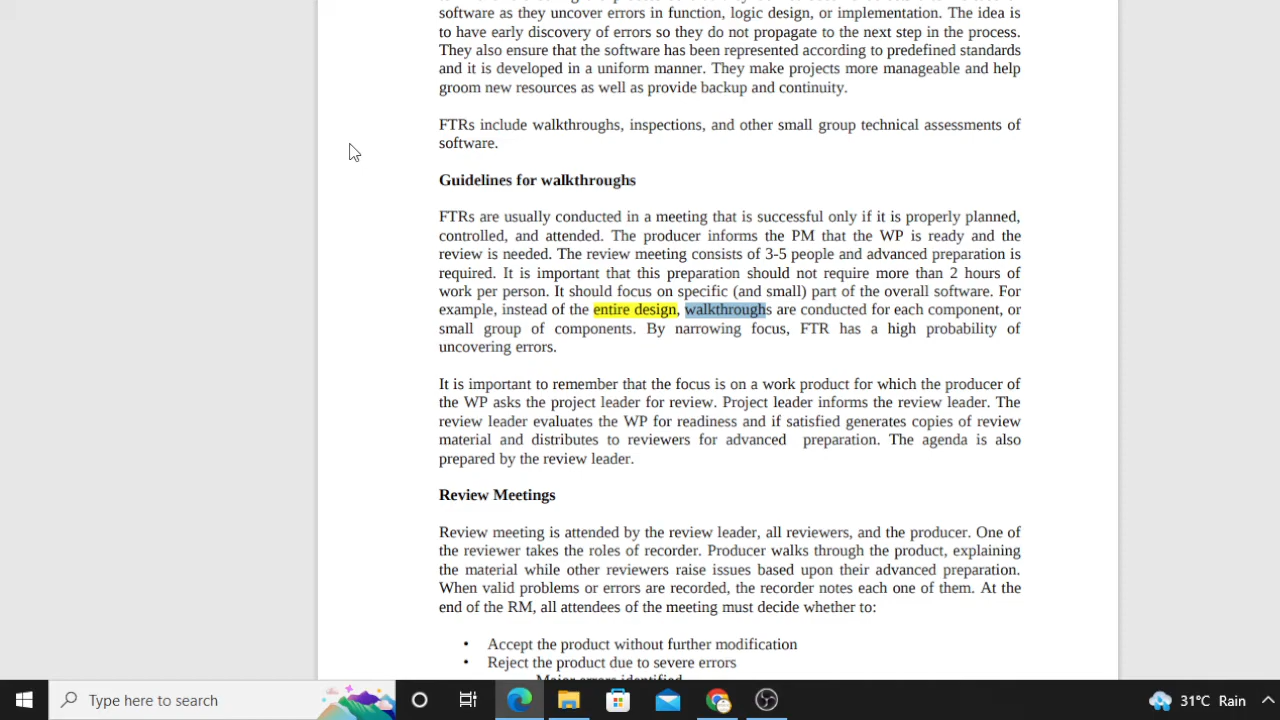 software as they uncover errors in function, logic design, or implementation. The idea is
to have early discovery of errors so they do not propagate to the next step in the process.
They also ensure that the software has been represented according to predefined standards
and it is developed in a uniform manner. They make projects more manageable and help
groom new resources as well as provide backup and continuity.
FTRs include walkthroughs, inspections, and other small group technical assessments of
software.
Guidelines for walkthroughs
FTRs are usually conducted in a meeting that is successful only if it is properly planned,
controlled, and attended. The producer informs the PM that the WP is ready and the
review is needed. The review meeting consists of 3-5 people and advanced preparation is
required. It is important that this preparation should not require more than 2 hours of
work per person. It should focus on specific (and small) part of the overall software. For
example, instead of the entire design, walkthroughs are conducted for each component, or
small group of components. By narrowing focus, FTR has a high probability of
uncovering errors.
It is important to remember that the focus is on a work product for which the producer of
the WP asks the project leader for review. Project leader informs the review leader. The
review leader evaluates the WP for readiness and if satisfied generates copies of review
material and distributes to reviewers for advanced preparation. The agenda is also
prepared by the review leader.
Review Meetings
Review meeting is attended by the review leader, all reviewers, and the producer. One of
the reviewer takes the roles of recorder. Producer walks through the product, explaining
the material while other reviewers raise issues based upon their advanced preparation.
When valid problems or errors are recorded, the recorder notes each one of them. At the
end of the RM, all attendees of the meeting must decide whether to:
• Accept the product without further modification
• Reject the product due to severe errors
Major errors identified
Type here to search
31°C Rain